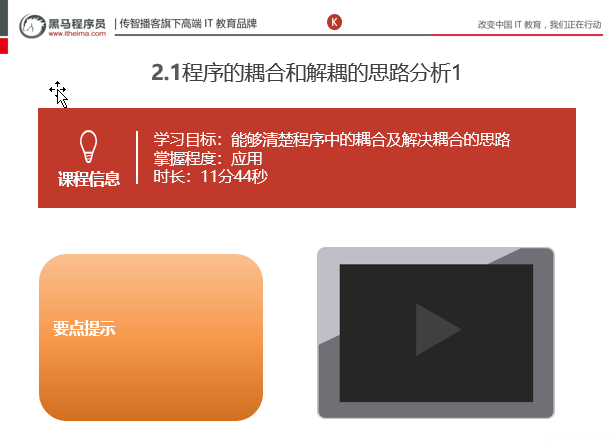 黑马程序员
www.itheima.com
传智播客旗下高端 IT 教育品牌
K
改变中国 IT 教育，我们正在行动
2.1程序的耦合和解耦的思路分析1
课程信息
学习目标：能够清楚程序中的耦合及解决耦合的思路
掌握程度：应用
时长：11分44秒
要点提示